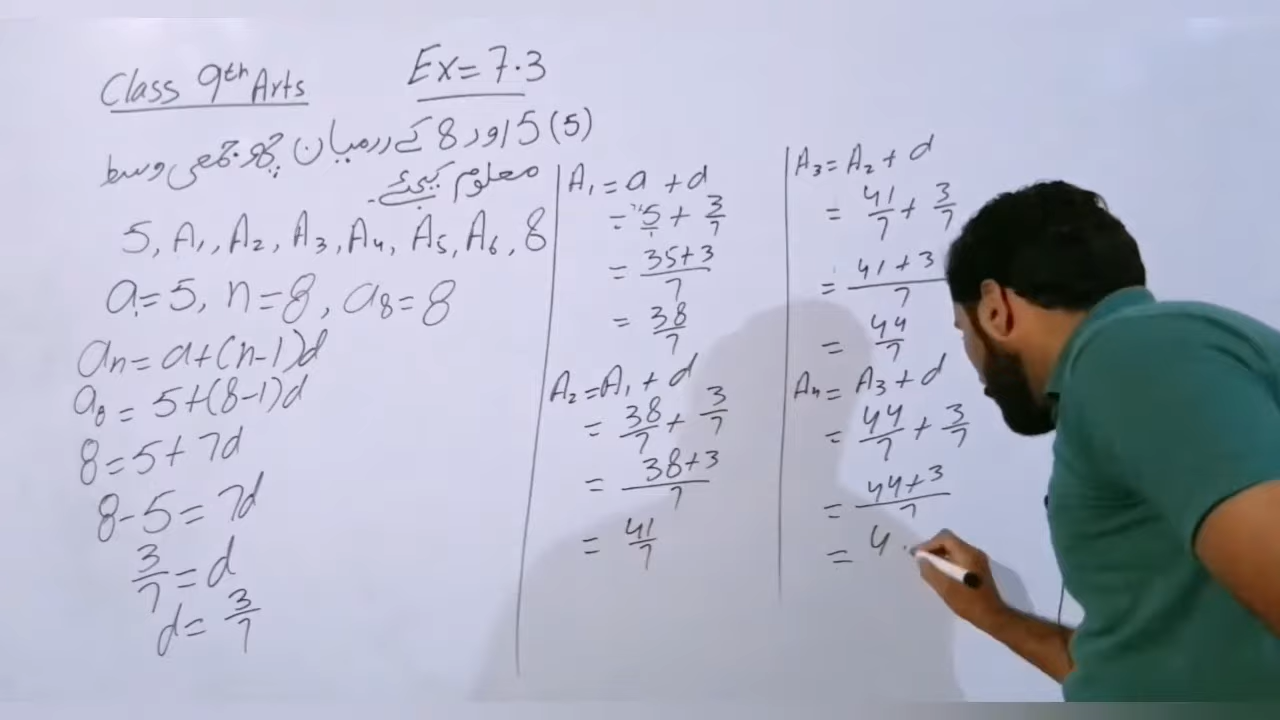 Class 9th Arts
Ex = 7.3
(5) 5 اور 8 کے درمیان چھ جمعی وسط
معلوم کیجئے۔
5, A₁, A₂, A₃, A₄, A₅, A₆, 8
a₁ = 5, n = 8, a₈ = 8
aₙ = a + (n-1)d
a₈ = 5 + (8-1)d
8 = 5 + 7d
8 - 5 = 7d
3/7 = d
d = 3/7
A₁ = a + d
= 5/1 + 3/7
= 35+3/7
= 38/7
A₂ = A₁ + d
= 38/7 + 3/7
= 38+3/7
= 41/7
A₃ = A₂ + d
= 41/7 + 3/7
= 41+3/7
= 44/7
A₄ = A₃ + d
= 44/7 + 3/7
= 44+3/7
= 4